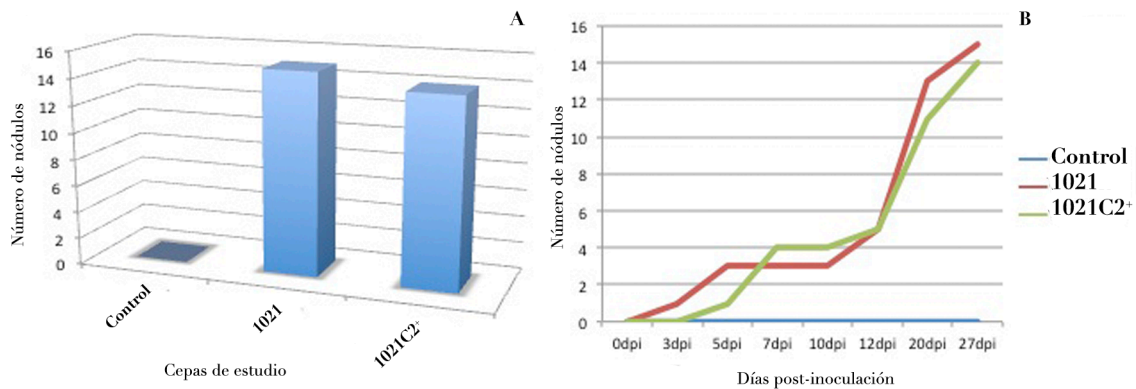 A
16
14
12
10
8
6
4
2
0
Número de nódulos
Control
1021
1021C2+
Cepas de estudio
B
16
14
12
10
8
6
4
2
0
Número de nódulos
0dpi 3dpi 5dpi 7dpi 10dpi 12dpi 20dpi 27dpi
Días post-inoculación
Control
1021
1021C2+